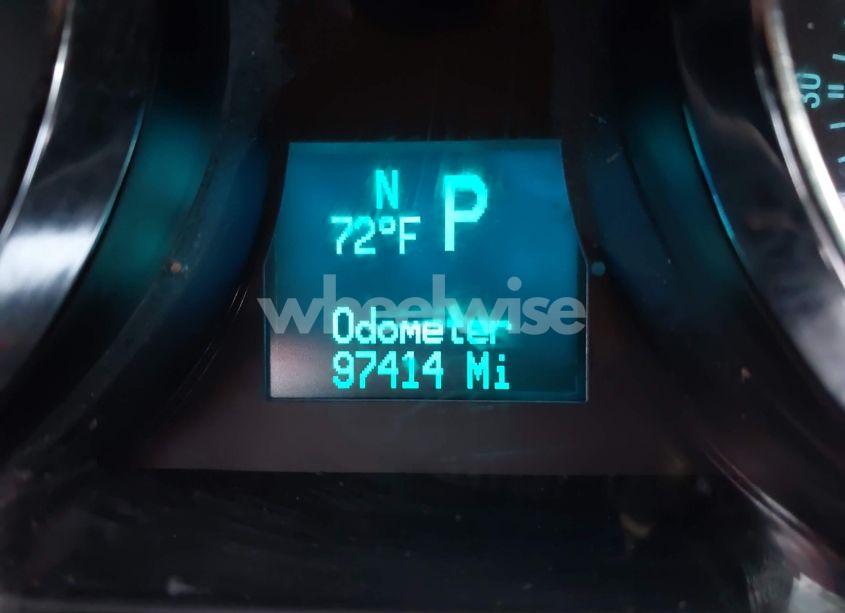 N
72°F P
wheelwise
Odometer
97414 Mi
30